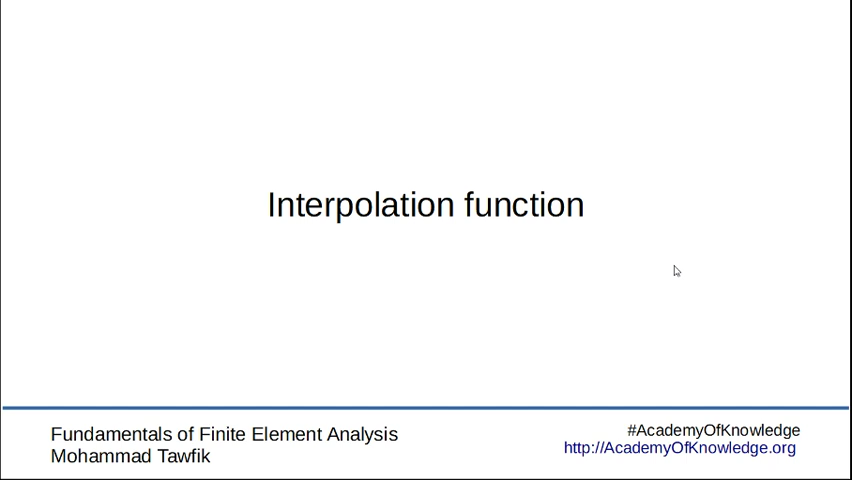 Interpolation function
Fundamentals of Finite Element Analysis
Mohammad Tawfik
#AcademyOfKnowledge
http://AcademyOfKnowledge.org